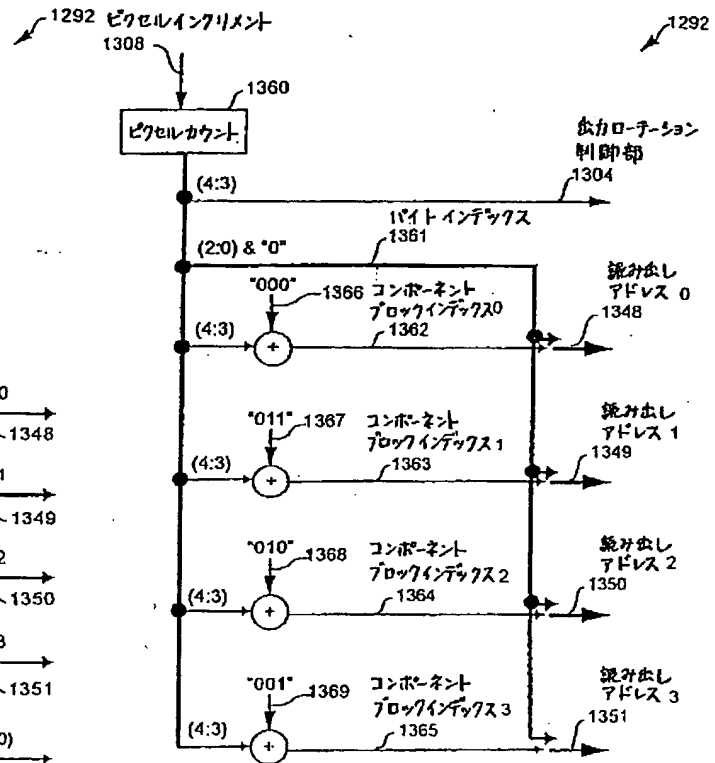 1292
ピクセルインクリメント
1308
1292
1360
ピクセルカウント
(4:3)
出力ローテーション
制御部
1304
(2:0) & "0"
バイトインデックス
1361
"000"
1366
コンポーネント
ブロックインデックス0
(4:3)
+
1362
読み出し
アドレス 0
1348
0
1348
"011"
1367
コンポーネント
ブロックインデックス1
(4:3)
+
1363
読み出し
アドレス 1
1349
1
1349
"010"
1368
コンポーネント
ブロックインデックス2
(4:3)
+
1364
読み出し
アドレス 2
1350
2
1350
"001"
1369
コンポーネント
ブロックインデックス3
(4:3)
+
1365
読み出し
アドレス 3
1351
3
1351
0)